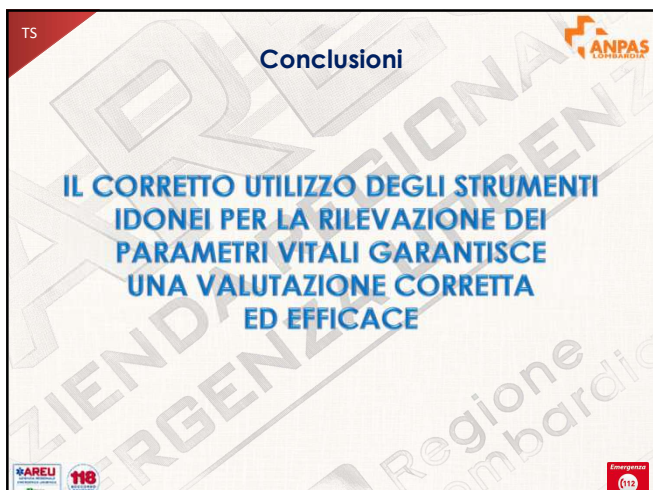 TS
Conclusioni
ANPAS
LOMBARDIA
IL CORRETTO UTILIZZO DEGLI STRUMENTI
IDONEI PER LA RILEVAZIONE DEI
PARAMETRI VITALI GARANTISCE
UNA VALUTAZIONE CORRETTA
ED EFFICACE
AREU
118
Emergenza
112